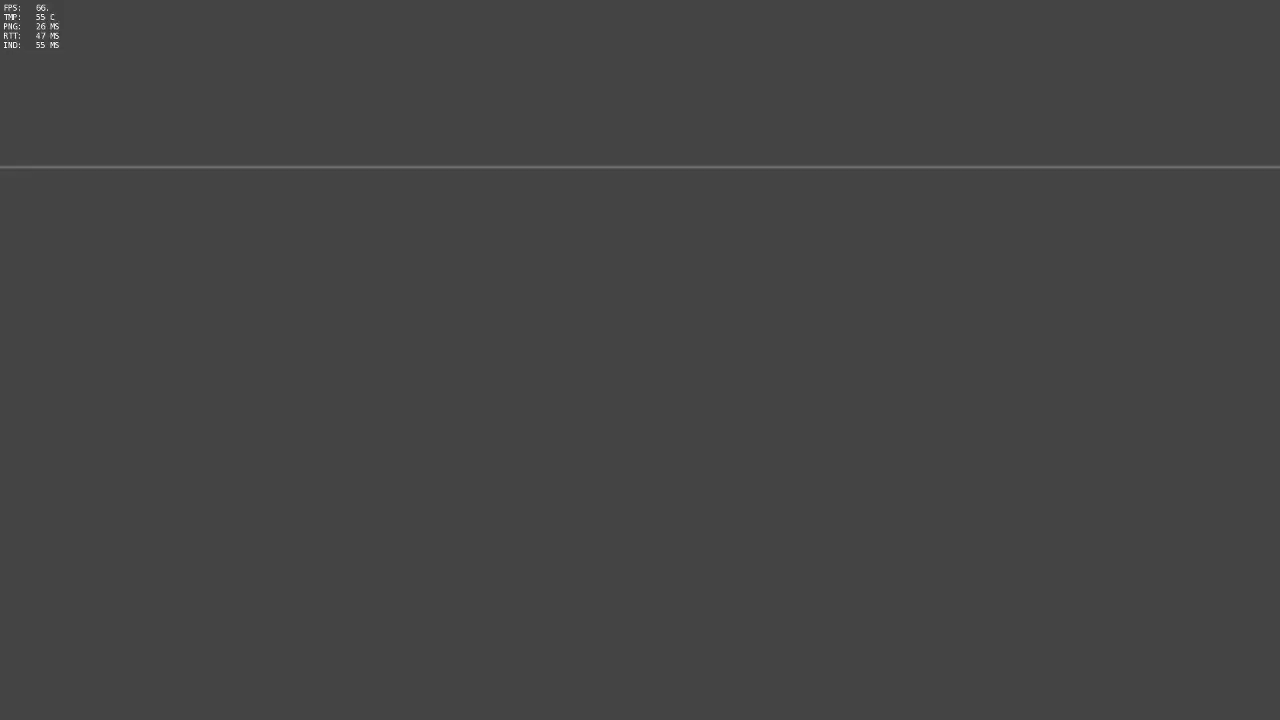 FPS: 66.
TMP: 55 C
PNG: 26 MS
RTT: 47 MS
IND: 55 MS